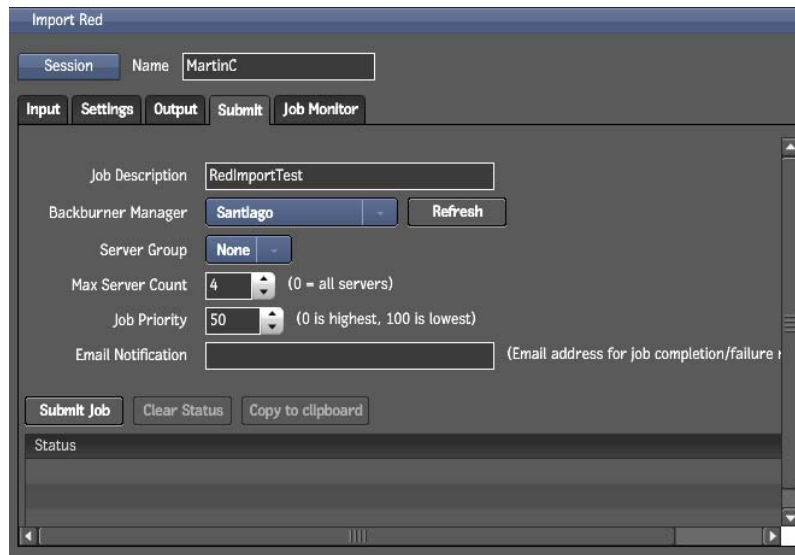 Import Red
Session Name MartinC
Input Settings Output Submit Job Monitor
Job Description RedImportTest
Backburner Manager Santiago Refresh
Server Group None
Max Server Count 4 (0 = all servers)
Job Priority 50 (0 is highest, 100 is lowest)
Email Notification (Email address for job completion/failure
Submit Job Clear Status Copy to clipboard
Status